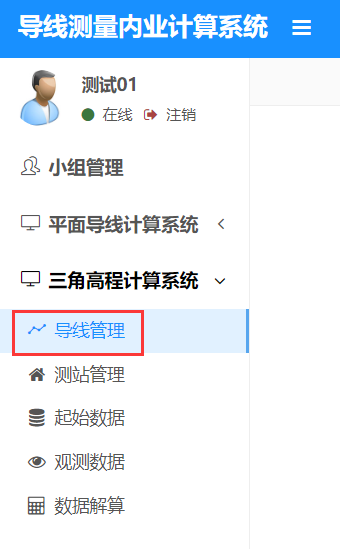 导线测量内业计算系统
测试01
在线 注销
小组管理
平面导线计算系统
三角高程计算系统
导线管理
测站管理
起始数据
观测数据
数据解算